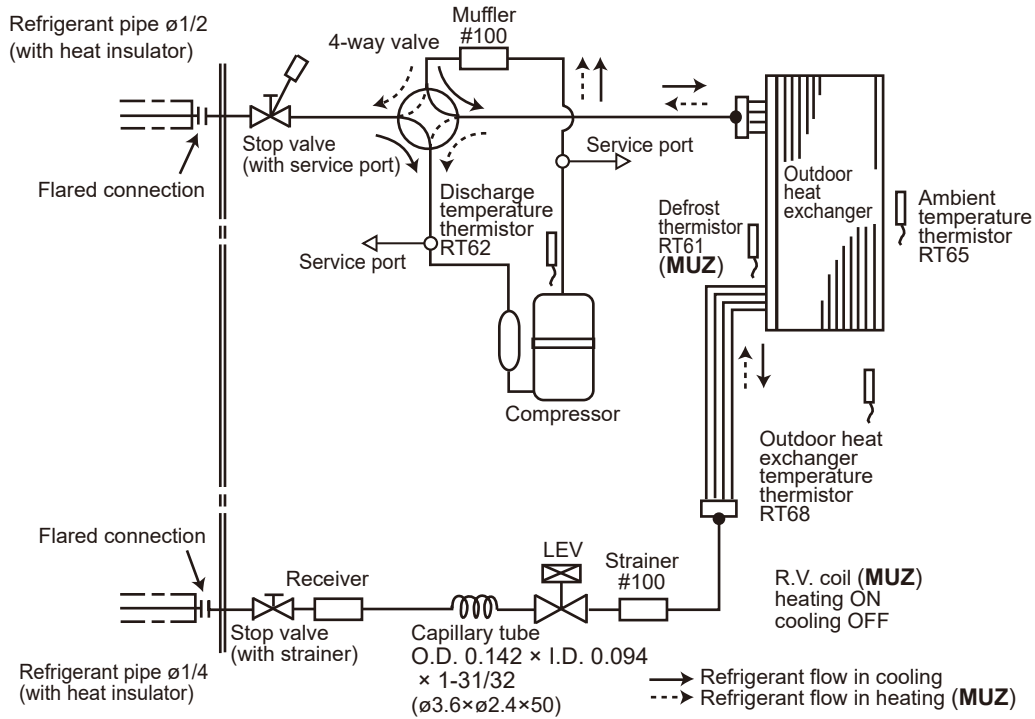 Refrigerant pipe ø1/2
(with heat insulator)
4-way valve
Muffler
#100
Stop valve
(with service port)
Flared connection
Service port
Discharge
temperature
thermistor
RT62
Service port
Compressor
Outdoor
heat
exchanger
Defrost
thermistor
RT61
(MUZ)
Ambient
temperature
thermistor
RT65
Outdoor heat
exchanger
temperature
thermistor
RT68
Flared connection
Receiver
LEV
Strainer
#100
R.V. coil (MUZ)
heating ON
cooling OFF
Stop valve
(with strainer)
Capillary tube
O.D. 0.142 × I.D. 0.094
× 1-31/32
(ø3.6×ø2.4×50)
Refrigerant pipe ø1/4
(with heat insulator)
Refrigerant flow in cooling
Refrigerant flow in heating (MUZ)